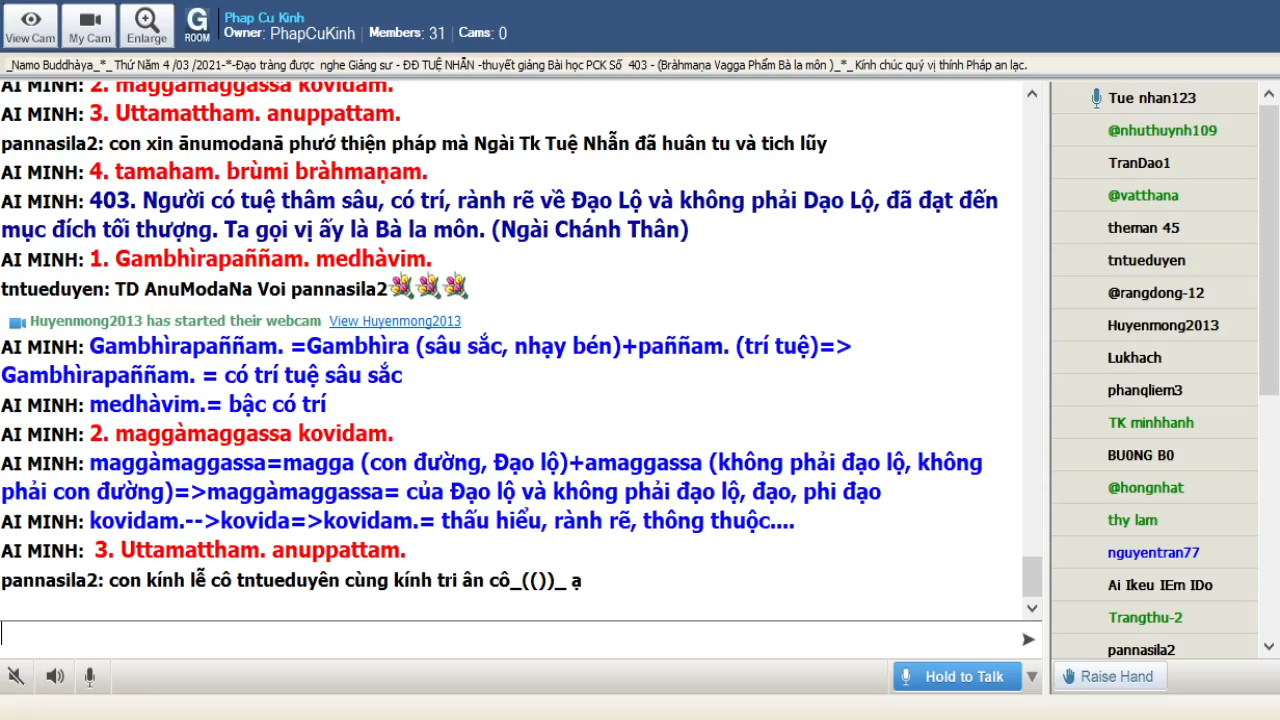 View Cam
My Cam
Enlarge
G
ROOM
Phap Cu Kinh
Owner: PhapCuKinh | Members: 31 | Cams: 0
_Namo Buddhàya_*_ Thứ Năm 4 /03 /2021-*-Đạo tràng được nghe Giảng sư - ĐĐ TUỆ NHẪN -thuyết giảng Bài học PCK Số 403 - (Bràhmaṇa Vagga Phẩm Bà la môn )_*_ Kính chúc quý vị thính Pháp an lạc.
AI MINH: 2. maggàmaggassa kovidam.
AI MINH: 3. Uttamattham. anuppattam.
pannasila2: con xin ānumodanā phướ thiện pháp mà Ngài Tk Tuệ Nhẫn đã huân tu và tich lũy
AI MINH: 4. tamaham. brùmi bràhmaṇam.
AI MINH: 403. Người có tuệ thâm sâu, có trí, rành rẽ về Đạo Lộ và không phải Dạo Lộ, đã đạt đến
mục đích tối thượng. Ta gọi vị ấy là Bà la môn. (Ngài Chánh Thân)
AI MINH: 1. Gambhìrapaññam. medhàvim.
tntueduyen: TD AnuModaNa Voi pannasila2
Huyenmong2013 has started their webcam View Huyenmong2013
AI MINH: Gambhìrapaññam. =Gambhìra (sâu sắc, nhạy bén)+paññam. (trí tuệ)=>
Gambhìrapaññam. = có trí tuệ sâu sắc
AI MINH: medhàvim.= bậc có trí
AI MINH: 2. maggàmaggassa kovidam.
AI MINH: maggàmaggassa=magga (con đường, Đạo lộ)+amaggassa (không phải đạo lộ, không
phải con đường)=>maggàmaggassa= của Đạo lộ và không phải đạo lộ, đạo, phi đạo
AI MINH: kovidam.-->kovida=>kovidam.= thấu hiểu, rành rẽ, thông thuộc....
AI MINH: 3. Uttamattham. anuppattam.
pannasila2: con kính lễ cô tntueduyên cùng kính tri ân cô_(())_ ạ
Hold to Talk
Tue nhan123
@nhuthuynh109
TranDao1
@vatthana
theman 45
tntueduyen
@rangdong-12
Huyenmong2013
Lukhach
phanqliem3
TK minhhanh
BU0NG B0
@hongnhat
thy lam
nguyentran77
Ai Ikeu IEm IDo
Trangthu-2
pannasila2
Raise Hand